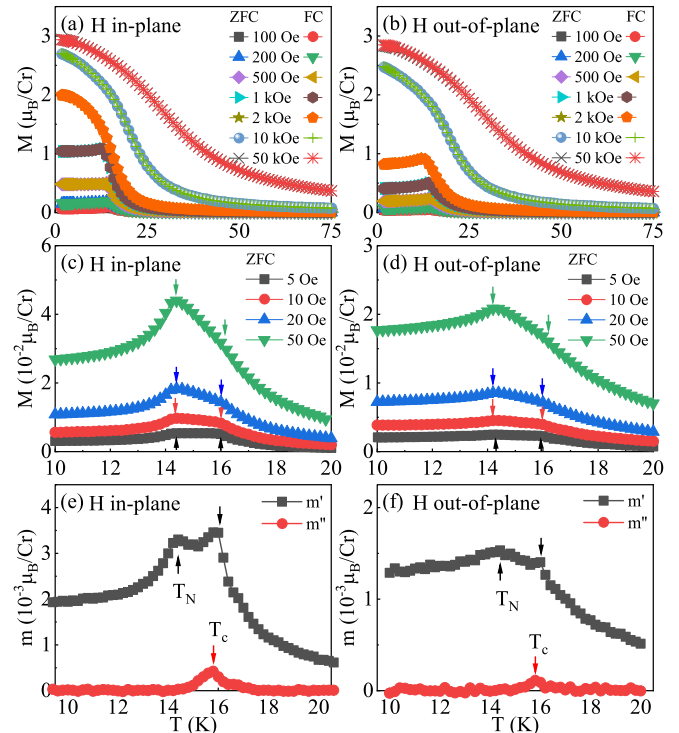 (a) H in-plane ZFC FC
100 Oe
200 Oe
500 Oe
1 kOe
2 kOe
10 kOe
50 kOe
M (μB/Cr)
3
2
1
0
0 25 50 75
(b) H out-of-plane ZFC FC
100 Oe
200 Oe
500 Oe
1 kOe
2 kOe
10 kOe
50 kOe
M (μB/Cr)
3
2
1
0
0 25 50 75
(c) H in-plane ZFC
5 Oe
10 Oe
20 Oe
50 Oe
M (10⁻²μB/Cr)
6
4
2
0
10 12 14 16 18 20
(d) H out-of-plane ZFC
5 Oe
10 Oe
20 Oe
50 Oe
M (10⁻²μB/Cr)
3
2
1
0
10 12 14 16 18 20
(e) H in-plane
m'
m"
TN
Tc
m (10⁻³μB/Cr)
4
3
2
1
0
10 12 14 16 18 20
T (K)
(f) H out-of-plane
m'
m"
TN
Tc
m (10⁻³μB/Cr)
2
1
0
10 12 14 16 18 20
T (K)